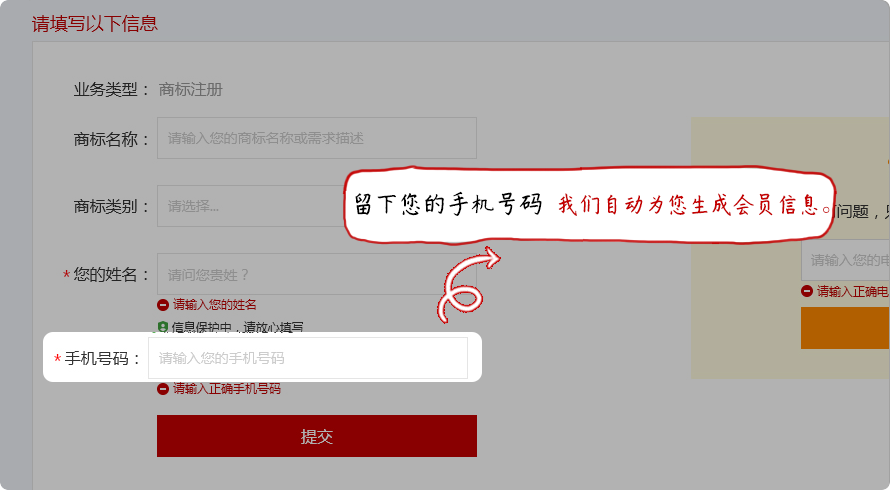 请填写以下信息
业务类型： 商标注册
商标名称： 请输入您的商标名称或需求描述
商标类别： 请选择...
留下您的手机号码 我们自动为您生成会员信息。
问题，
* 您的姓名： 请问您贵姓？
请输入您的姓名
信息保护中，请放心填写
* 手机号码： 请输入您的手机号码
请输入正确手机号码
提交
请输入您的电
请输入正确电